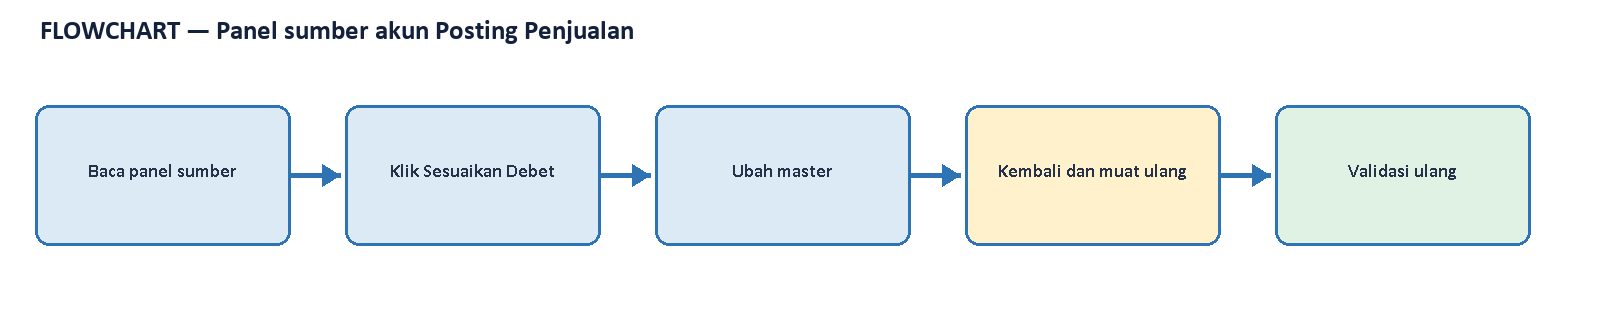 FLOWCHART — Panel sumber akun Posting Penjualan
Baca panel sumber
Klik Sesuaikan Debet
Ubah master
Kembali dan muat ulang
Validasi ulang